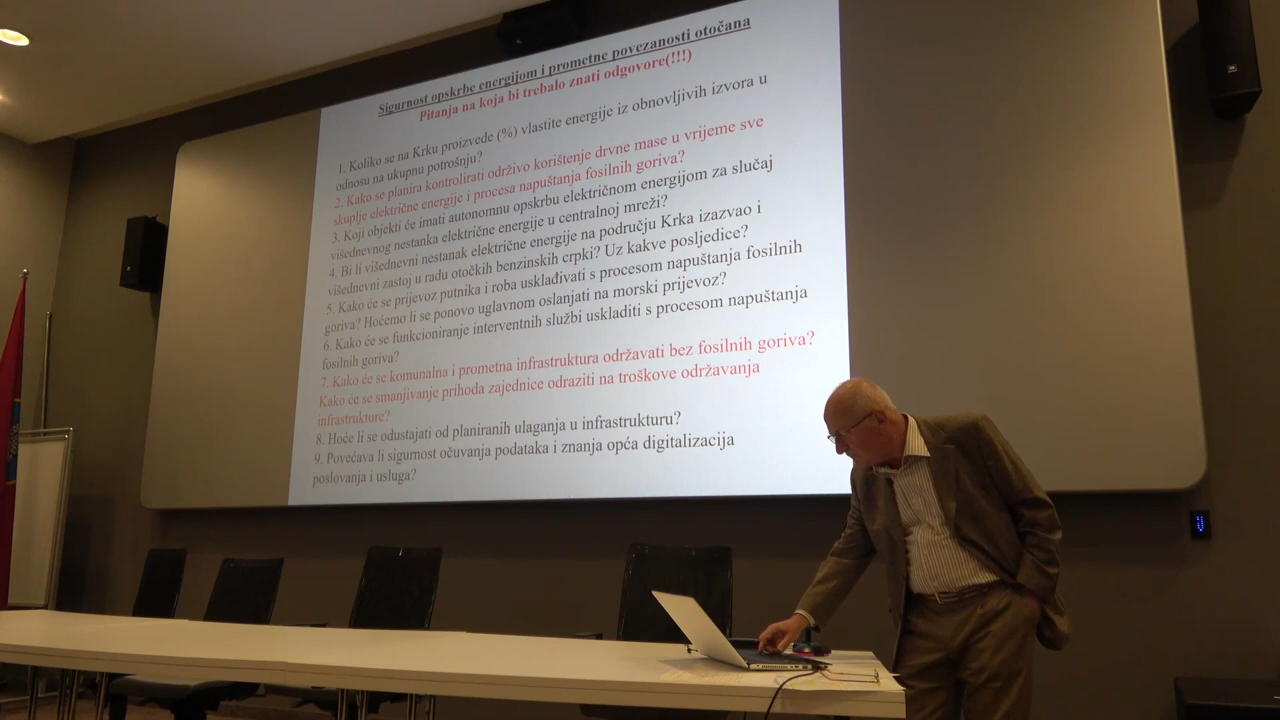 Sigurnost opskrbe energijom i prometne povezanosti otočana
Pitanja na koja bi trebalo znati odgovore(!!!)
1. Koliko se na Krku proizvede (%) vlastite energije iz obnovljivih izvora u
odnosu na ukupnu potrošnju?
2. Kako se planira kontrolirati održivo korištenje drvne mase u vrijeme sve
skuplje električne energije i procesa napuštanja fosilnih goriva?
3. Koji objekti će imati autonomnu opskrbu električnom energijom za slučaj
višednevnog nestanka električne energije u centralnoj mreži?
4. Bi li višednevni nestanak električne energije na području Krka izazvao i
višednevni zastoj u radu otočkih benzinskih crpki? Uz kakve posljedice?
5. Kako će se prijevoz putnika i roba usklađivati s procesom napuštanja fosilnih
goriva? Hoćemo li se ponovo uglavnom oslanjati na morski prijevoz?
6. Kako će se funkcioniranje interventnih službi uskladiti s procesom napuštanja
fosilnih goriva?
7. Kako će se komunalna i prometna infrastruktura održavati bez fosilnih goriva?
Kako će se smanjivanje prihoda zajednice odraziti na troškove održavanja
infrastrukture?
8. Hoće li se odustajati od planiranih ulaganja u infrastrukturu?
9. Povećava li sigurnost očuvanja podataka i znanja opća digitalizacija
poslovanja i usluga?